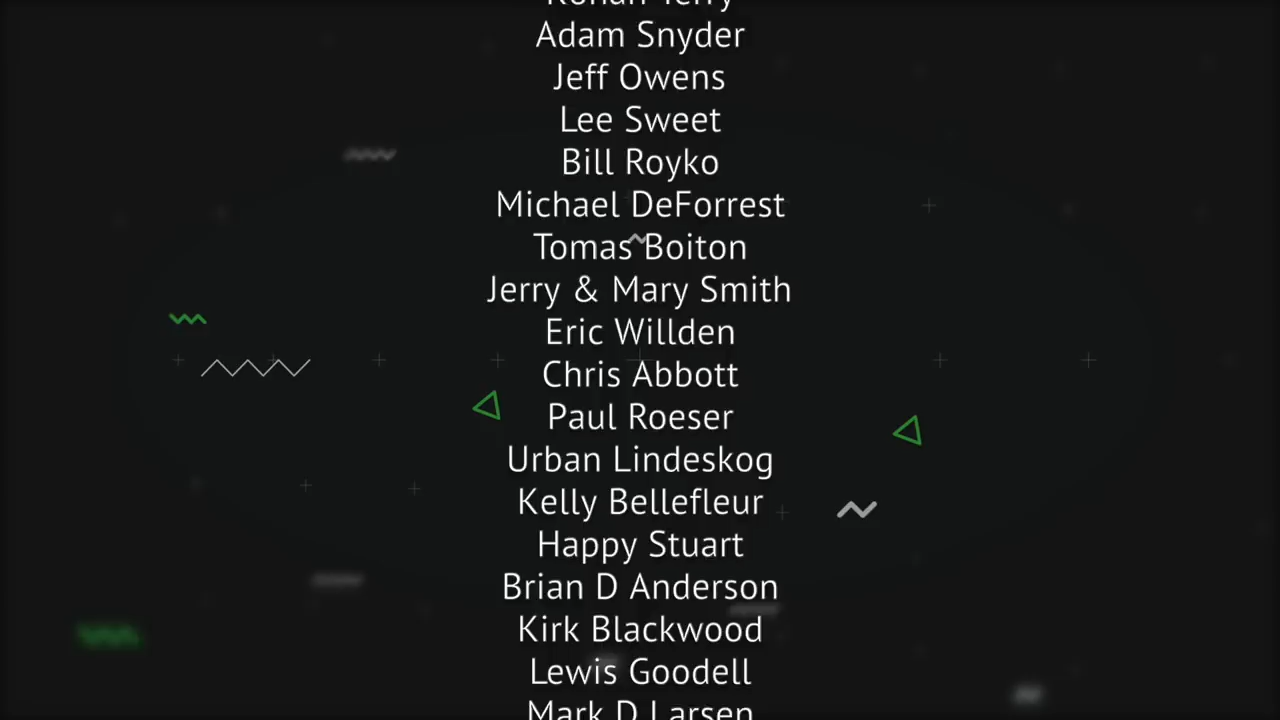 Adam Snyder
Jeff Owens
Lee Sweet
Bill Royko
Michael DeForrest
Tomas Boiton
Jerry & Mary Smith
Eric Willden
Chris Abbott
Paul Roeser
Urban Lindeskog
Kelly Bellefleur
Happy Stuart
Brian D Anderson
Kirk Blackwood
Lewis Goodell
Mark D Larsen